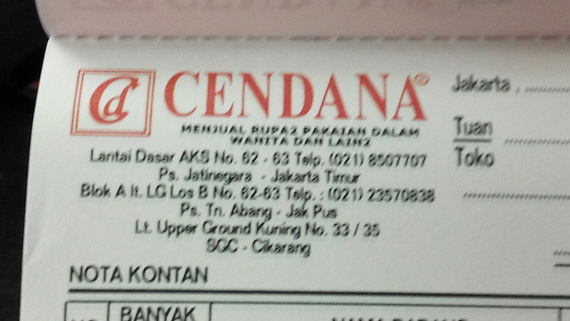 Cd CENDANA®
MENJUAL RUPA2 PAKAIAN DALAM
WANITA DAN LAIN2
Lantai Dasar AKS No. 62 - 63 Telp. (021) 8507707
Ps. Jatinegara - Jakarta Timur
Blok A lt. LG Los B No. 62-63 Telp. : (021) 23570838
Ps. Tn. Abang - Jak Pus
Lt. Upper Ground Kuning No. 33 / 35
SGC - Cikarang
Jakarta ,
Tuan
Toko
NOTA KONTAN
BANYAK